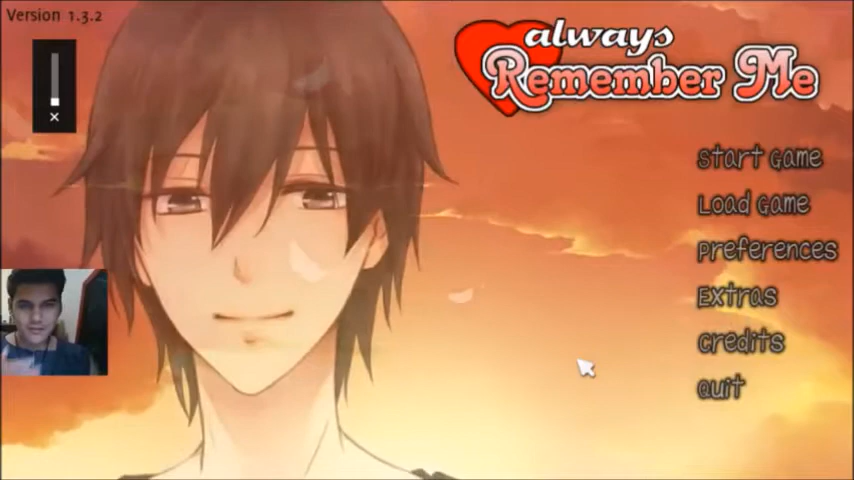 Version 1.3.2
always
Remember Me
Start Game
Load Game
Preferences
Extras
Credits
Quit